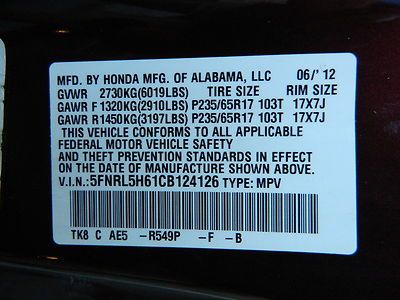 MFD. BY HONDA MFG. OF ALABAMA, LLC 06/'12
GVWR 2730KG(6019LBS) TIRE SIZE RIM SIZE
GAWR F 1320KG(2910LBS) P235/65R17 103T 17X7J
GAWR R1450KG(3197LBS) P235/65R17 103T 17X7J
THIS VEHICLE CONFORMS TO ALL APPLICABLE
FEDERAL MOTOR VEHICLE SAFETY
AND THEFT PREVENTION STANDARDS IN EFFECT
ON THE DATE OF MANUFACTURE SHOWN ABOVE.
V.I.N.:5FNRL5H61CB124126 TYPE: MPV
TK8 C AE5 -R549P -F -B